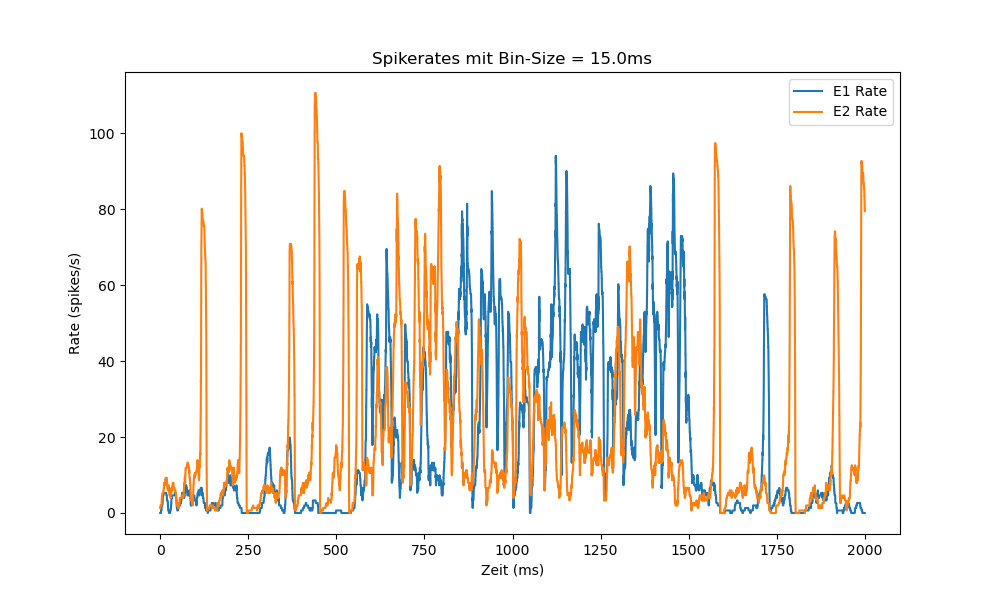 Spikerates mit Bin-Size = 15.0ms
E1 Rate
E2 Rate
100
80
60
40
20
0
Rate (spikes/s)
0 250 500 750 1000 1250 1500 1750 2000
Zeit (ms)